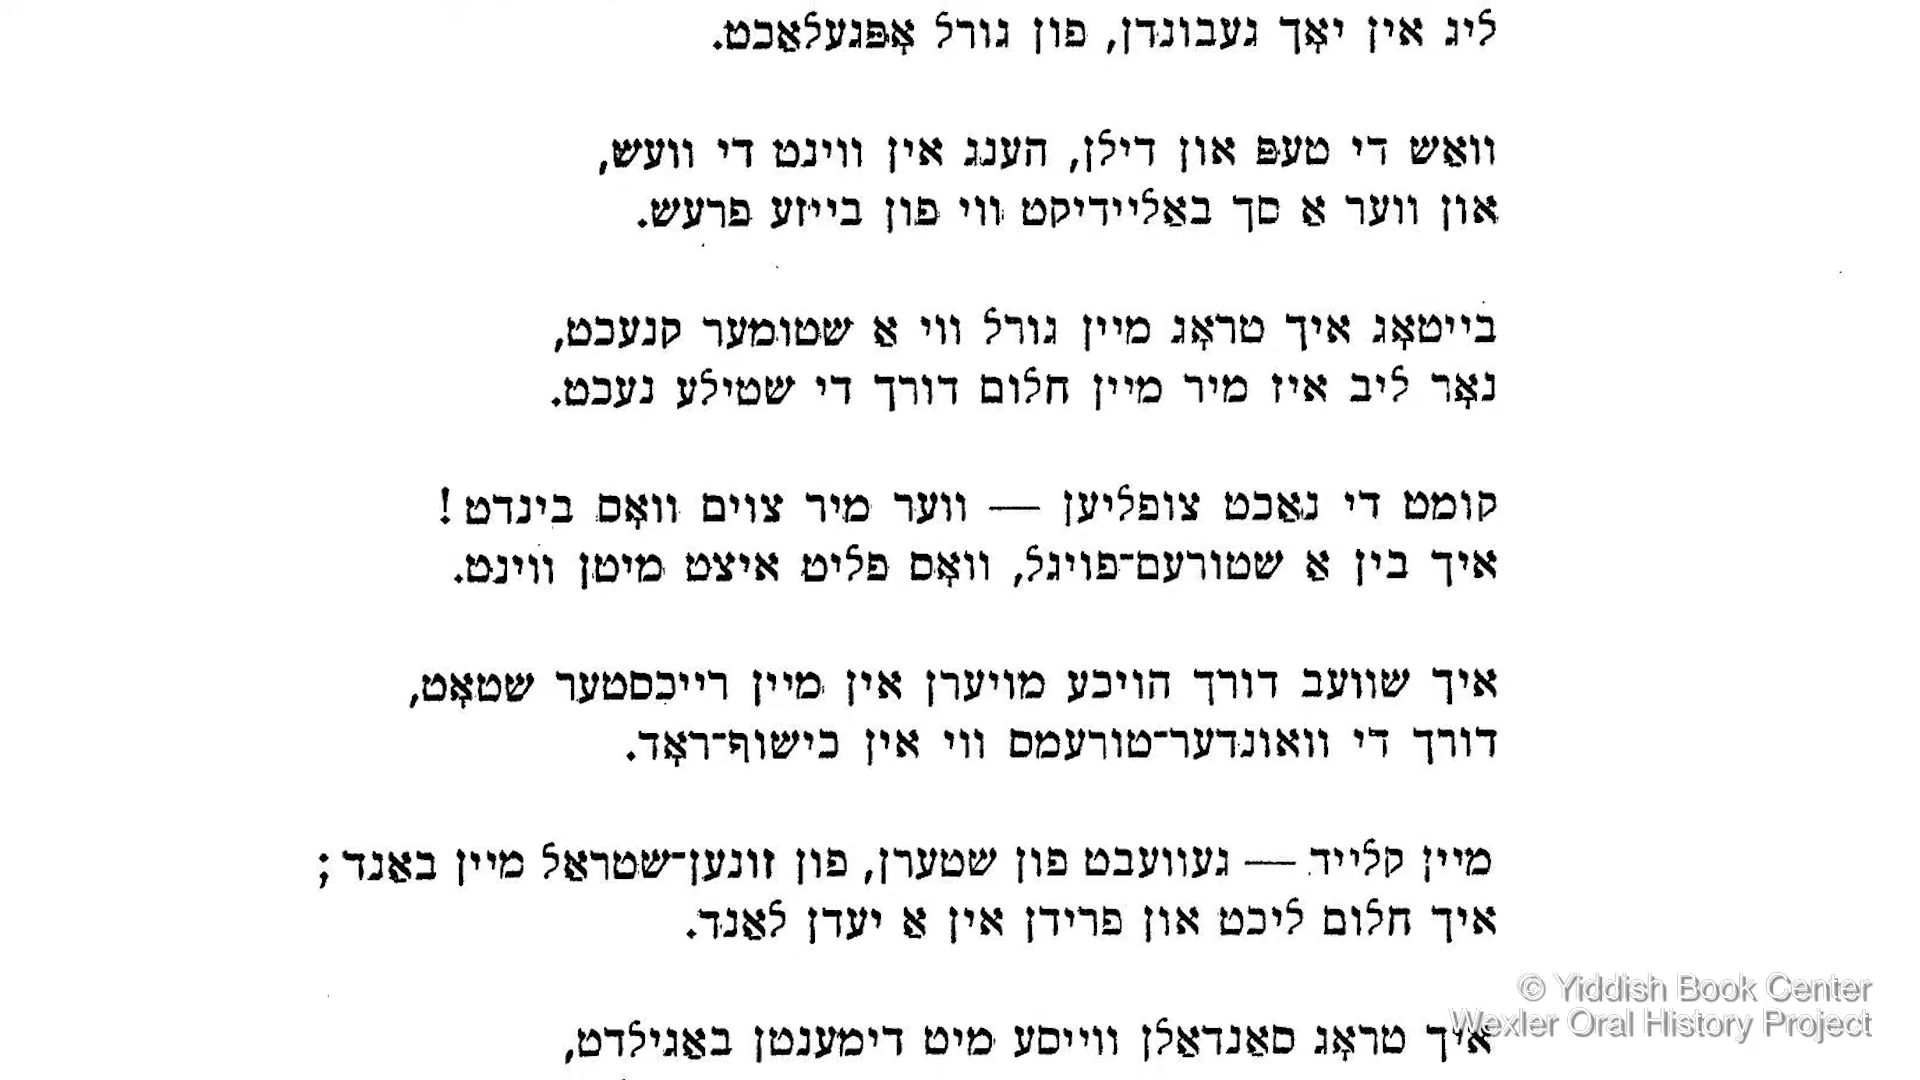 ליג אין יאָך געבונדן, פון גורל אָפּגעלאַכט.
וואַש די טעפּ און דילן, הענג אין ווינט די וועש,
און ווער אַ סך באַליידיקט ווי פון בייזע פרעש.
בייטאָג איך טראָג מיין גורל ווי אַ שטומער קנעכט,
נאָר ליב איז מיר מיין חלום דורך די שטילע נעכט.
קומט די נאַכט צופליען — ווער מיר צוים וואָס בינדט!
איך בין אַ שטורעם־פויגל, וואָס פליט איצט מיטן ווינט.
איך שוועב דורך הויכע מויערן אין מיין רייכסטער שטאָט,
דורך די וואונדער־טורעמס ווי אין כישוף־ראָד.
מיין קלייד — געוועבט פון שטערן, פון זונען־שטראַל מיין באַנד;
איך חלום ליכט און פרידן אין אַ יעדן לאַנד.
איך טראָג סאַנדאַלן ווייסע מיט דימענטן באַגילדט,
© Yiddish Book Center
Wexler Oral History Project